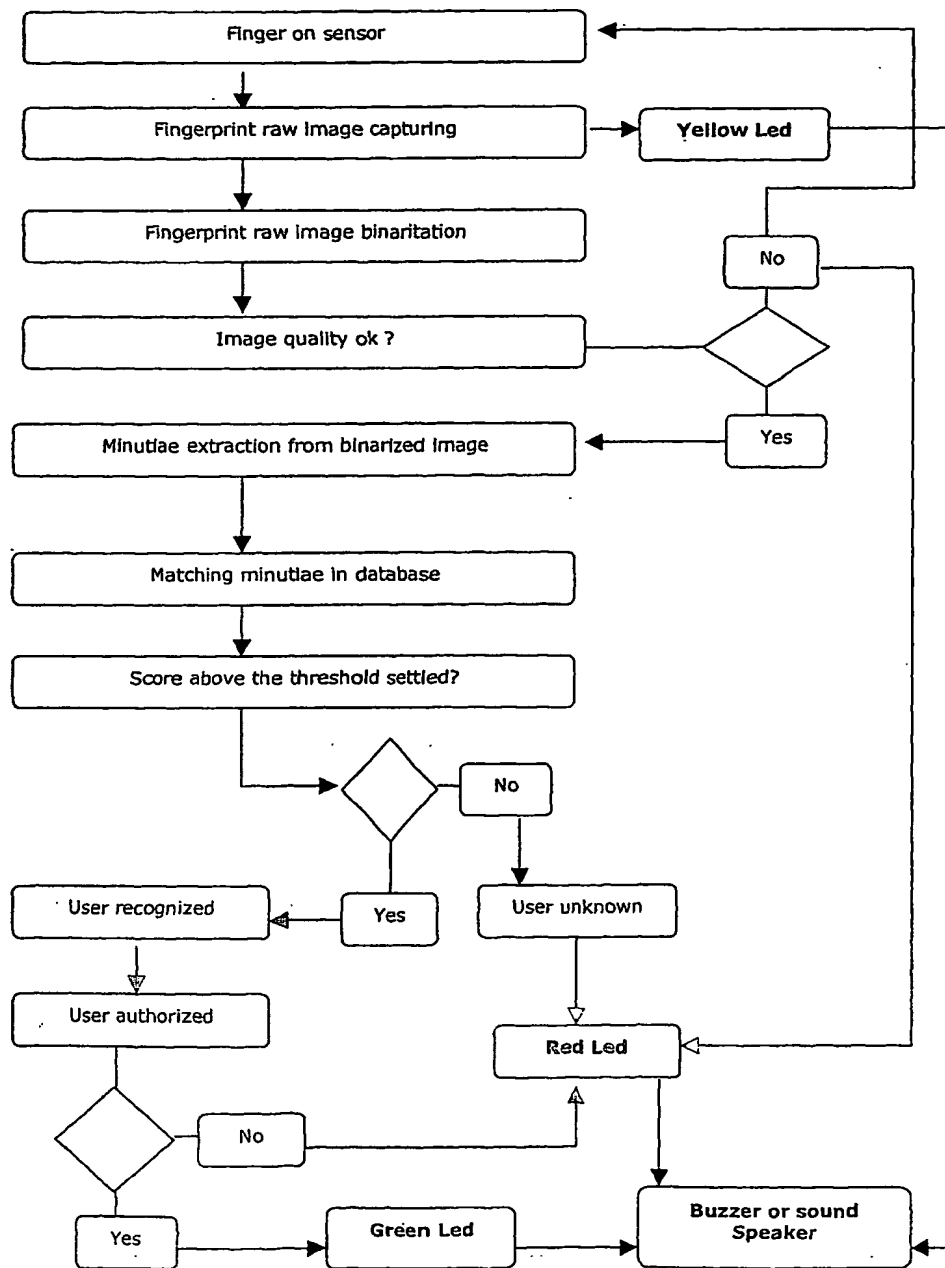 Finger on sensor
Fingerprint raw image capturing
Yellow Led
Fingerprint raw image binaritation
No
Image quality ok ?
Yes
Minutiae extraction from binarized image
Matching minutiae in database
Score above the threshold settled?
No
Yes
User recognized
User unknown
User authorized
Red Led
No
Yes
Green Led
Buzzer or sound
Speaker